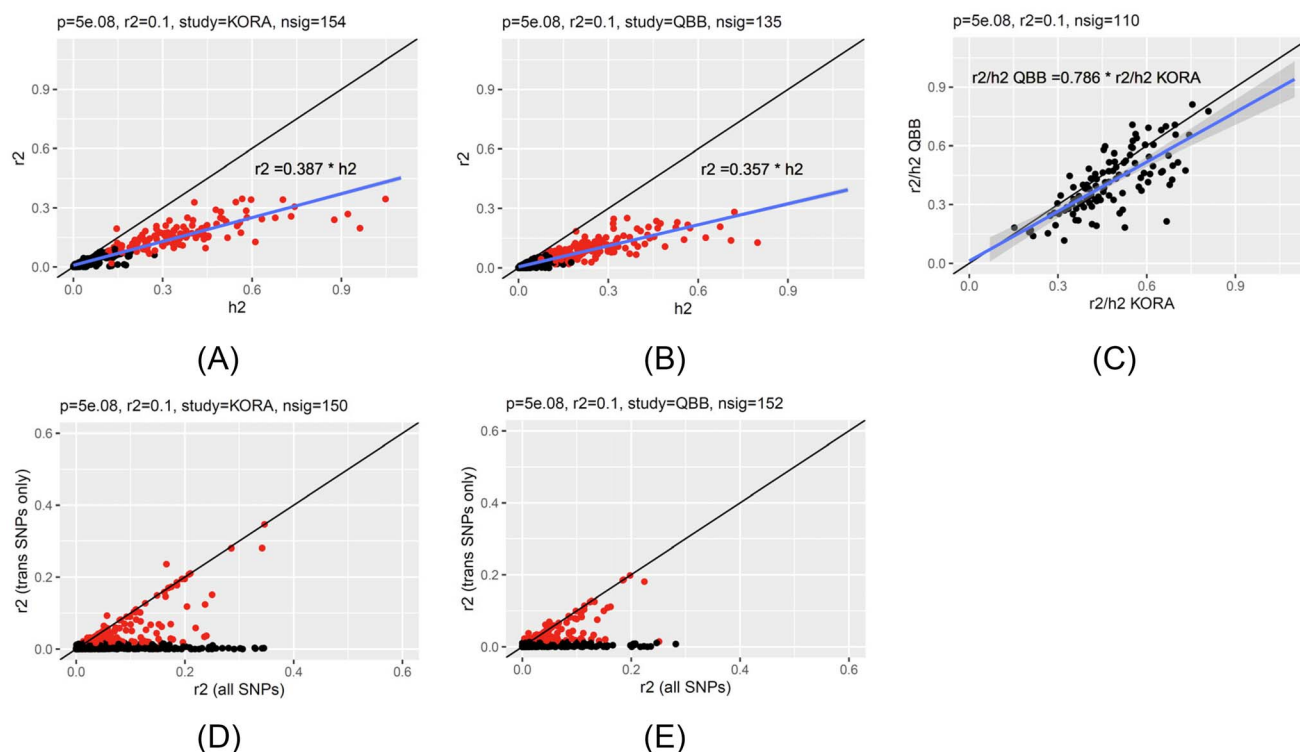 p=5e.08, r2=0.1, study=KORA, nsig=154
r2
0.9
0.6
0.3
0.0
r2 =0.387 * h2
0.0 0.3 0.6 0.9
h2
(A)
p=5e.08, r2=0.1, study=QBB, nsig=135
r2
0.9
0.6
0.3
0.0
r2 =0.357 * h2
0.0 0.3 0.6 0.9
h2
(B)
p=5e.08, r2=0.1, nsig=110
r2/h2 QBB
0.9
0.6
0.3
0.0
r2/h2 QBB =0.786 * r2/h2 KORA
0.0 0.3 0.6 0.9
r2/h2 KORA
(C)
p=5e.08, r2=0.1, study=KORA, nsig=150
r2 (trans SNPs only)
0.6
0.4
0.2
0.0
0.0 0.2 0.4 0.6
r2 (all SNPs)
(D)
p=5e.08, r2=0.1, study=QBB, nsig=152
r2 (trans SNPs only)
0.6
0.4
0.2
0.0
0.0 0.2 0.4 0.6
r2 (all SNPs)
(E)